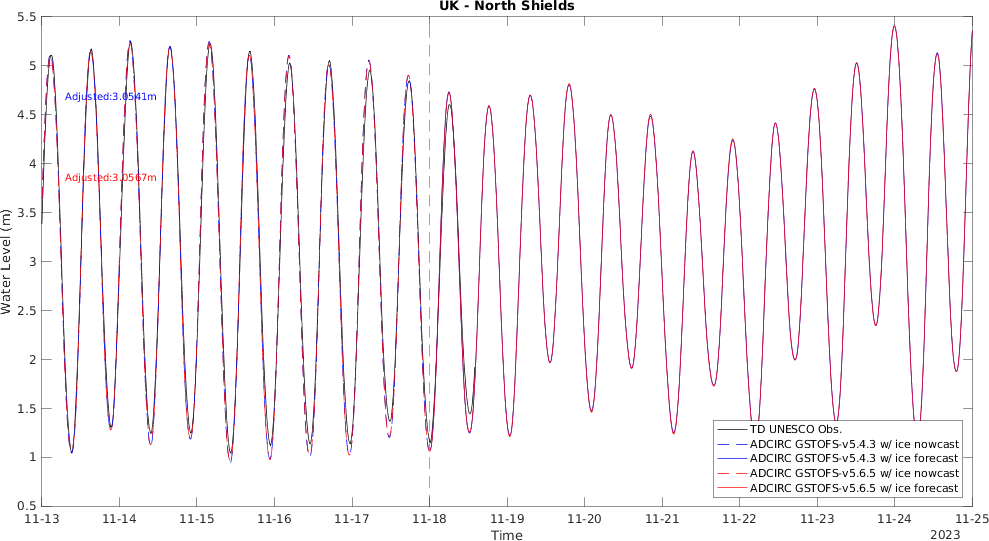 UK - North Shields
5.5
5
4.5
4
3.5
3
2.5
2
1.5
1
0.5
Water Level (m)
Adjusted:3.0541m
Adjusted:3.0567m
TD UNESCO Obs.
ADCIRC GSTOFS-v5.4.3 w/ ice nowcast
ADCIRC GSTOFS-v5.4.3 w/ ice forecast
ADCIRC GSTOFS-v5.6.5 w/ ice nowcast
ADCIRC GSTOFS-v5.6.5 w/ ice forecast
11-13 11-14 11-15 11-16 11-17 11-18 11-19 11-20 11-21 11-22 11-23 11-24 11-25
Time
2023